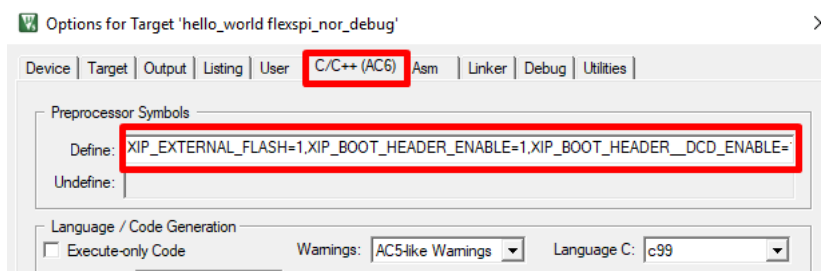 Options for Target 'hello_world flexspi_nor_debug'
Device Target Output Listing User C/C++ (AC6) Asm Linker Debug Utilities
Preprocessor Symbols
Define: XIP_EXTERNAL_FLASH=1,XIP_BOOT_HEADER_ENABLE=1,XIP_BOOT_HEADER__DCD_ENABLE=
Undefine:
Language / Code Generation
Execute-only Code Warnings: AC5-like Warnings Language C: c99